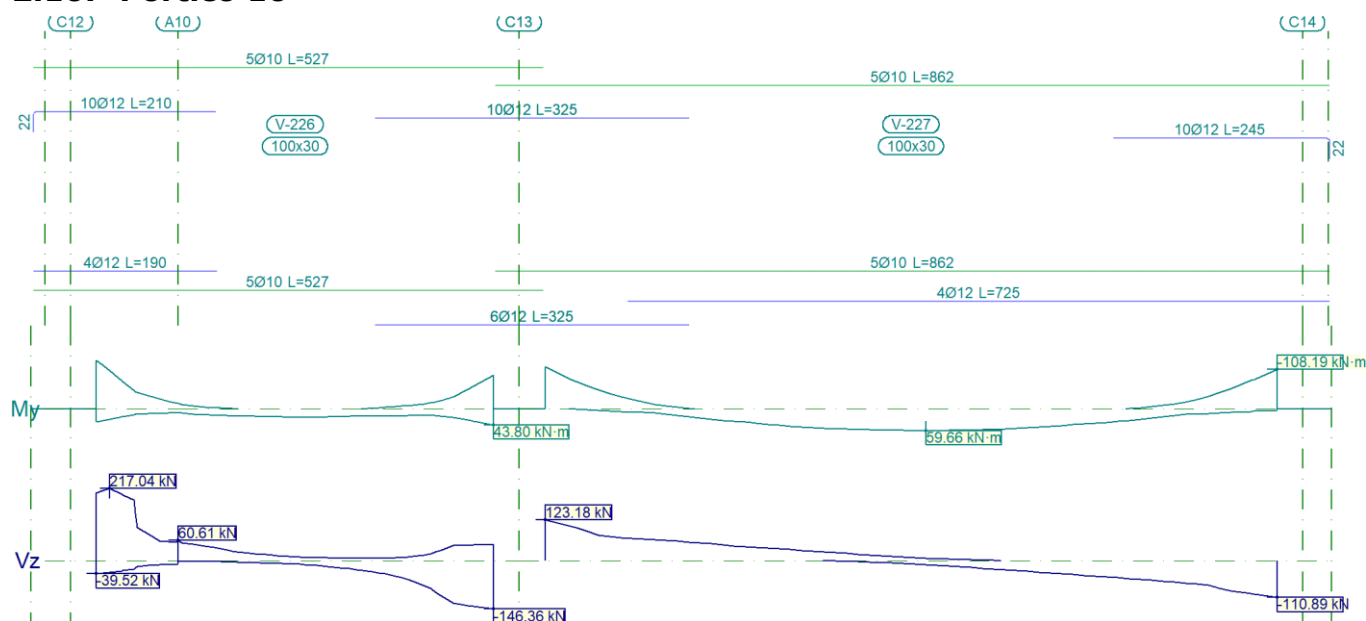 C12 A10 C13 C14
5Ø10 L=527
5Ø10 L=862
10Ø12 L=210
10Ø12 L=325
22
V-226
V-227
10Ø12 L=245
100x30
100x30
22
4Ø12 L=190
5Ø10 L=862
5Ø10 L=527
4Ø12 L=725
6Ø12 L=325
-108.19 kN·m
My
43.80 kN·m
59.66 kN·m
217.04 kN
123.18 kN
60.61 kN
Vz
-39.52 kN
-146.36 kN
-110.89 kN